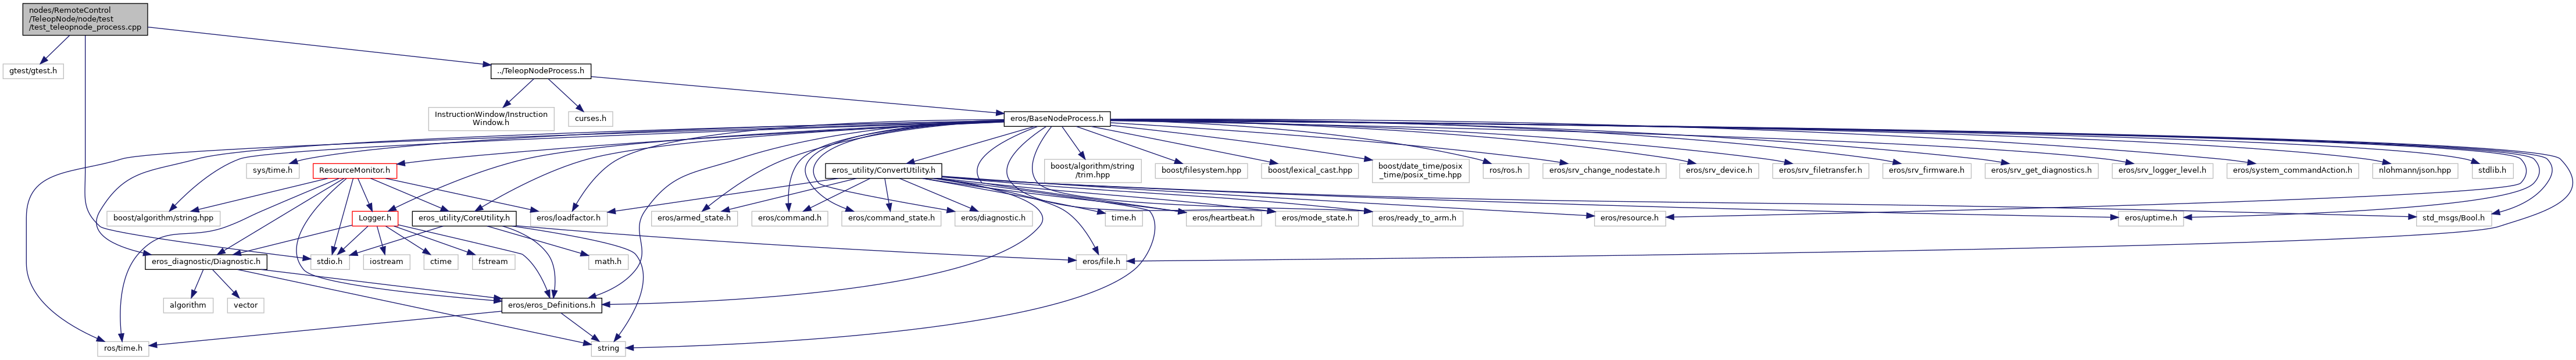 nodes/RemoteControl
/TeleopNode/node/test
/test_teleopnode_process.cpp
gtest/gtest.h
../TeleopNodeProcess.h
InstructionWindow/Instruction
Window.h
curses.h
eros/BaseNodeProcess.h
sys/time.h
ResourceMonitor.h
eros_utility/ConvertUtility.h
boost/algorithm/string
/trim.hpp
boost/filesystem.hpp
boost/lexical_cast.hpp
boost/date_time/posix
_time/posix_time.hpp
ros/ros.h
eros/srv_change_nodestate.h
eros/srv_device.h
eros/srv_filetransfer.h
eros/srv_firmware.h
eros/srv_get_diagnostics.h
eros/srv_logger_level.h
eros/system_commandAction.h
nlohmann/json.hpp
stdlib.h
boost/algorithm/string.hpp
Logger.h
eros_utility/CoreUtility.h
eros/loadfactor.h
eros/armed_state.h
eros/command.h
eros/command_state.h
eros/diagnostic.h
time.h
eros/heartbeat.h
eros/mode_state.h
eros/ready_to_arm.h
eros/resource.h
eros/uptime.h
std_msgs/Bool.h
eros_diagnostic/Diagnostic.h
stdio.h
iostream
ctime
fstream
math.h
eros/file.h
algorithm
vector
eros/eros_Definitions.h
ros/time.h
string